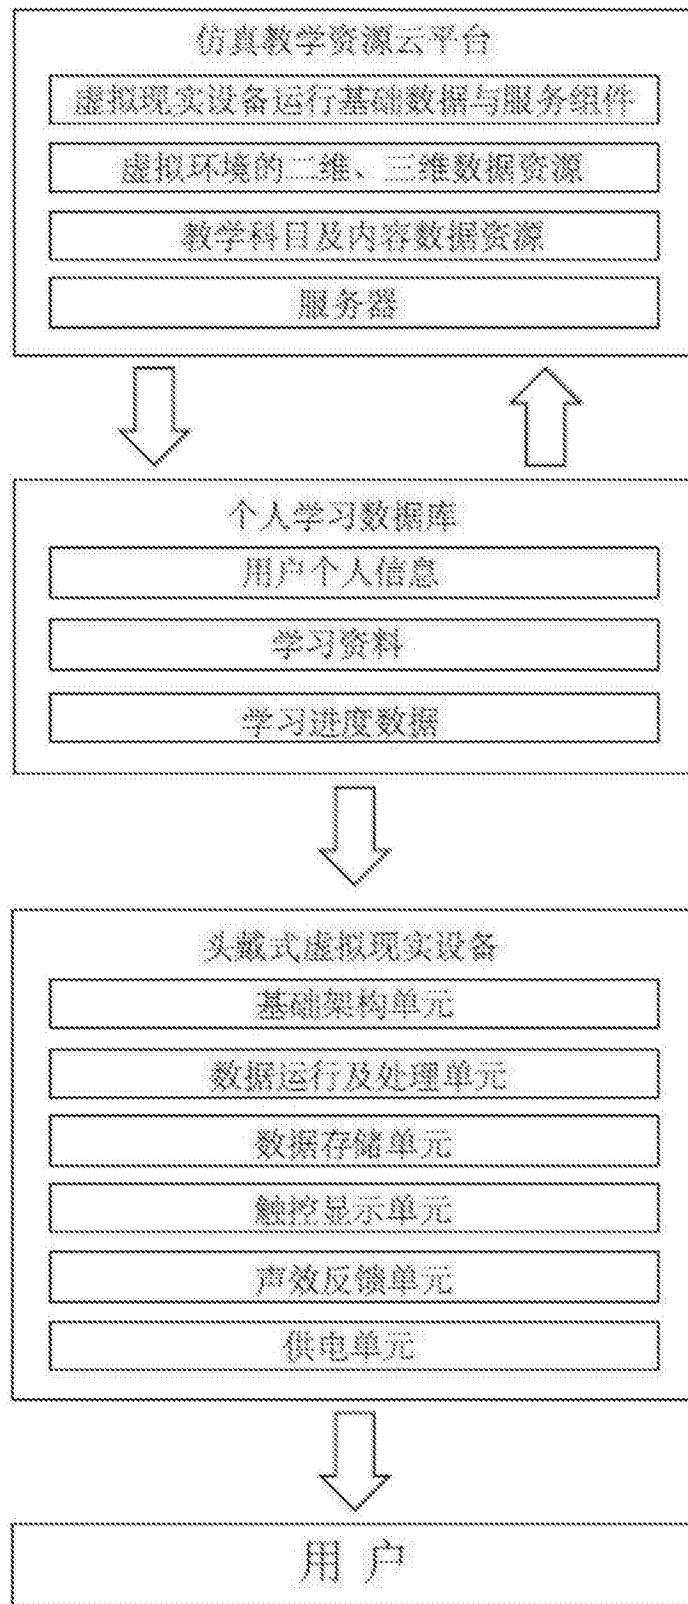 仿真教学资源云平台
虚拟现实设备运行基础数据与服务组件
虚拟环境的二维、三维数据资源
教学科目及内容数据资源
服务器
个人学习数据库
用户个人信息
学习资料
学习进度数据
头戴式虚拟现实设备
基础架构单元
数据运行及处理单元
数据存储单元
触控显示单元
声效反馈单元
供电单元
用户